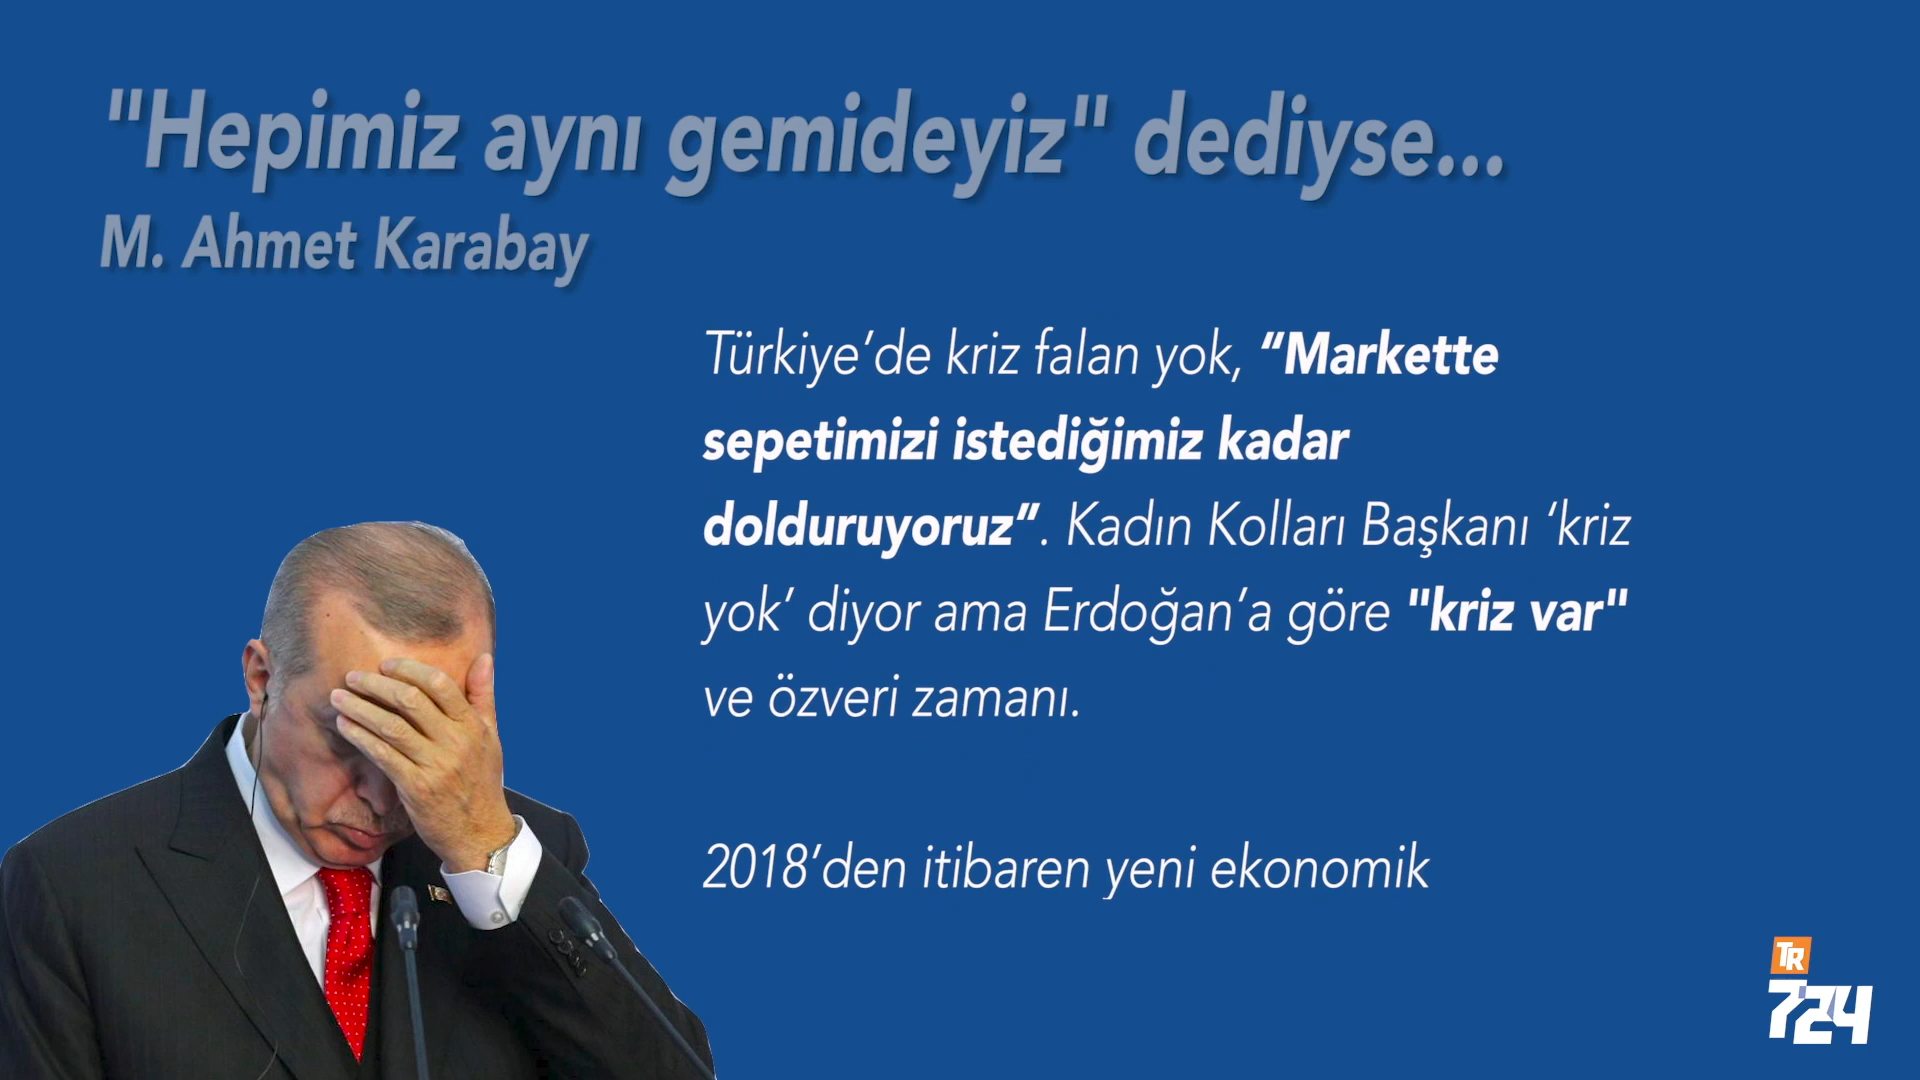 "Hepimiz aynı gemideyiz" dediyse...
M. Ahmet Karabay
Türkiye’de kriz falan yok, “Markette
sepetimizi istediğimiz kadar
dolduruyoruz”. Kadın Kolları Başkanı ‘kriz
yok’ diyor ama Erdoğan’a göre "kriz var"
ve özveri zamanı.
2018’den itibaren yeni ekonomik
TR
724